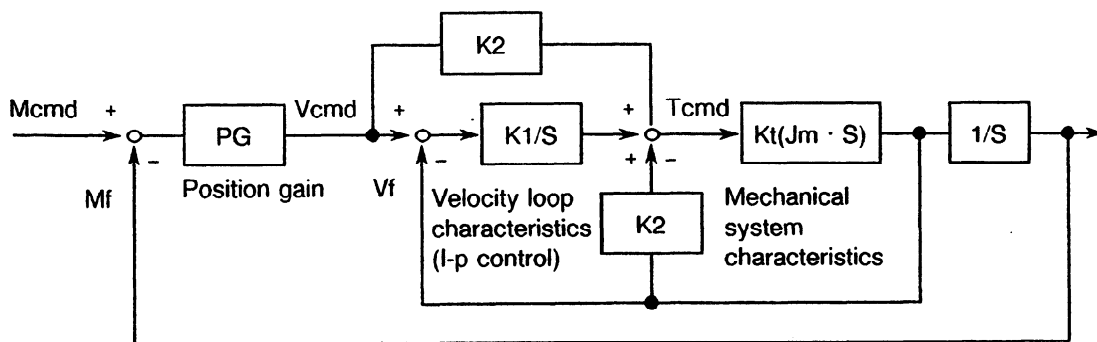 K2
Mcmd
+
PG
Vcmd
+
K1/S
+
Tcmd
Kt(Jm · S)
1/S
−
−
+
−
Mf
Position gain
Vf
Velocity loop
characteristics
(I-p control)
K2
Mechanical
system
characteristics